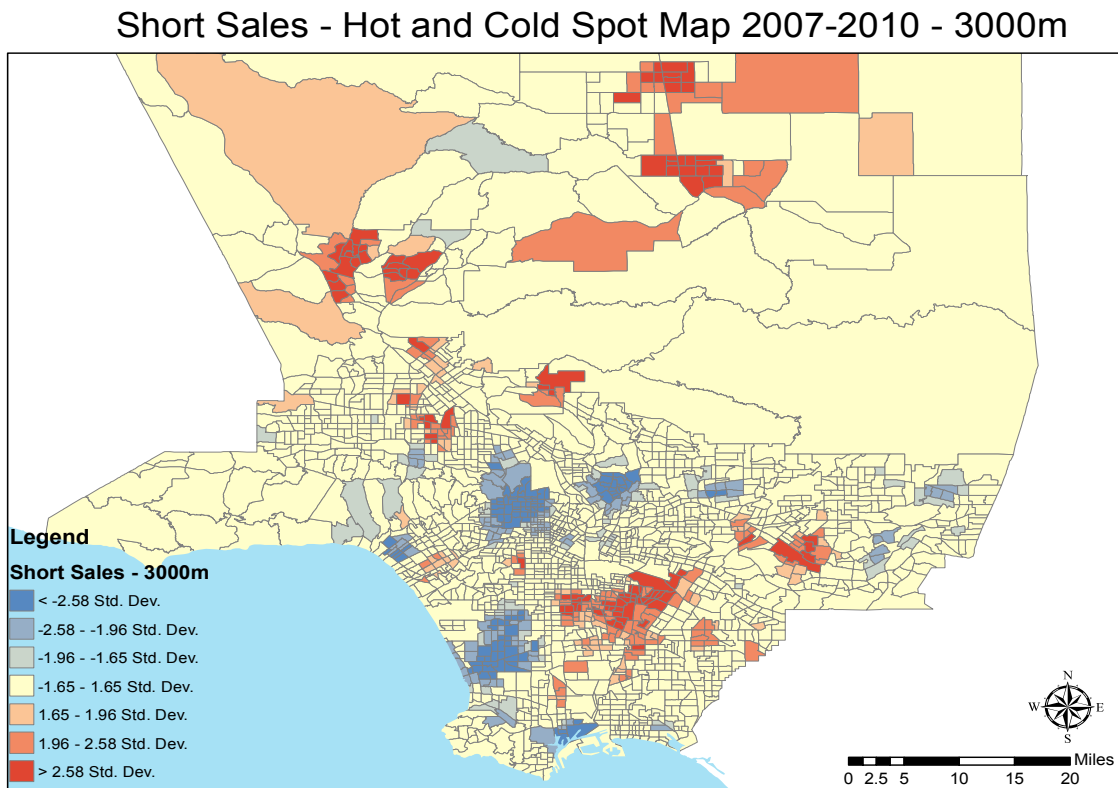 Short Sales - Hot and Cold Spot Map 2007-2010 - 3000m
Legend
Short Sales - 3000m
< -2.58 Std. Dev.
-2.58 - -1.96 Std. Dev.
-1.96 - -1.65 Std. Dev.
-1.65 - 1.65 Std. Dev.
1.65 - 1.96 Std. Dev.
1.96 - 2.58 Std. Dev.
> 2.58 Std. Dev.
N
W E
S
Miles
0 2.5 5 10 15 20